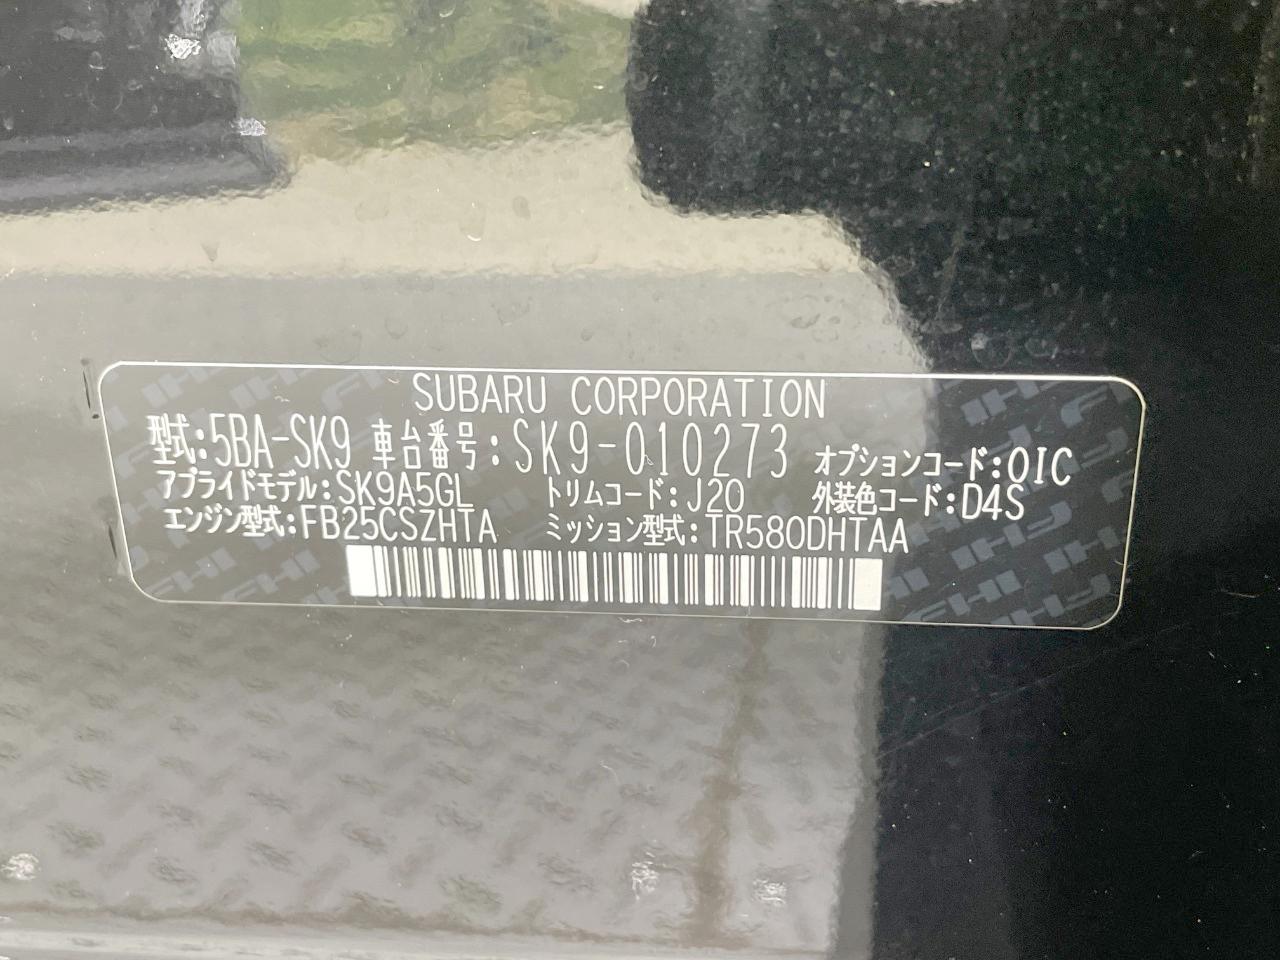 SUBARU CORPORATION
型式:5BA-SK9 車台番号:SK9-010273 オプションコード:OIC
アプライドモデル:SK9A5GL トリムコード:J20 外装色コード:D4S
エンジン型式:FB25CSZHTA ミッション型式:TR580DHTAA